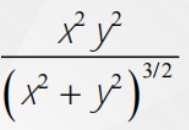 x² y²
(x² + y²)^3/2